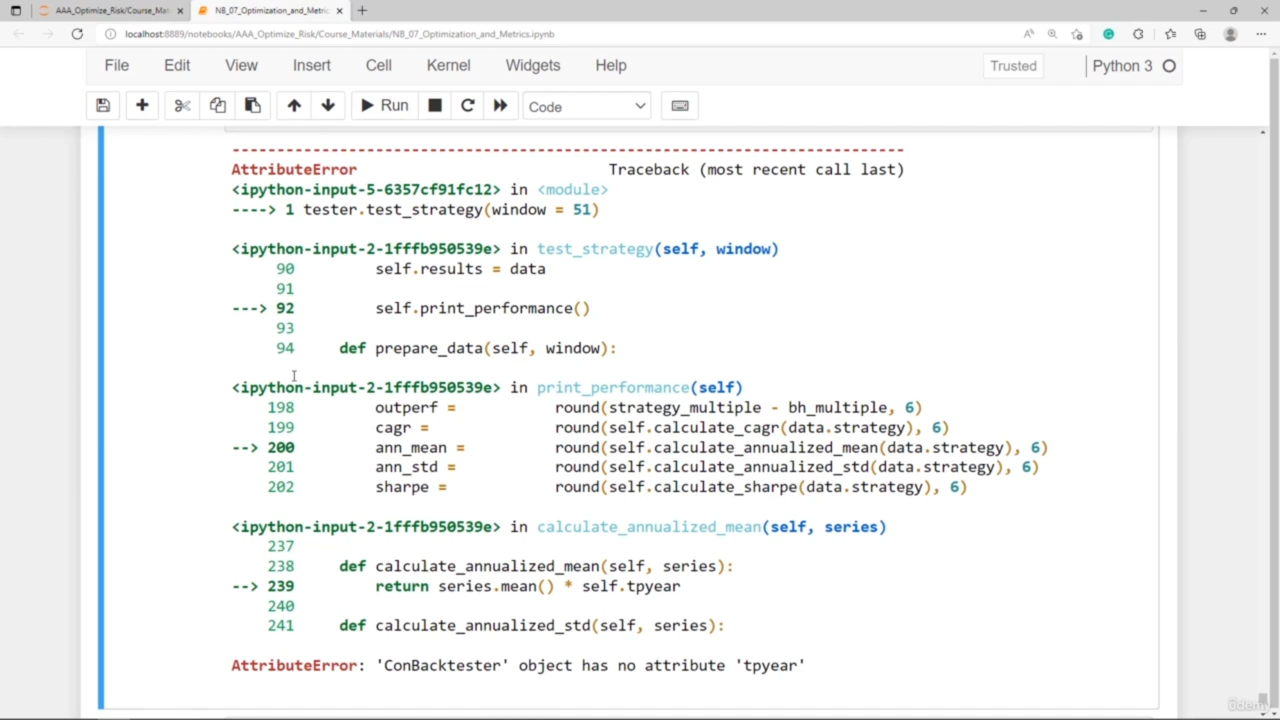 AAA_Optimize_Risk/Course_Mat
NB_07_Optimization_and_Metric
localhost:8889/notebooks/AAA_Optimize_Risk/Course_Materials/NB_07_Optimization_and_Metrics.ipynb
File Edit View Insert Cell Kernel Widgets Help Trusted Python 3
Run Code
---------------------------------------------------------------------------
AttributeError                            Traceback (most recent call last)
<ipython-input-5-6357cf91fc12> in <module>
----> 1 tester.test_strategy(window = 51)
<ipython-input-2-1fffb950539e> in test_strategy(self, window)
     90         self.results = data
     91
---> 92         self.print_performance()
     93
     94     def prepare_data(self, window):
<ipython-input-2-1fffb950539e> in print_performance(self)
    198         outperf =           round(strategy_multiple - bh_multiple, 6)
    199         cagr =              round(self.calculate_cagr(data.strategy), 6)
--> 200         ann_mean =          round(self.calculate_annualized_mean(data.strategy), 6)
    201         ann_std =           round(self.calculate_annualized_std(data.strategy), 6)
    202         sharpe =            round(self.calculate_sharpe(data.strategy), 6)
<ipython-input-2-1fffb950539e> in calculate_annualized_mean(self, series)
    237
    238     def calculate_annualized_mean(self, series):
--> 239         return series.mean() * self.tpyear
    240
    241     def calculate_annualized_std(self, series):
AttributeError: 'ConBacktester' object has no attribute 'tpyear'
ûdemy